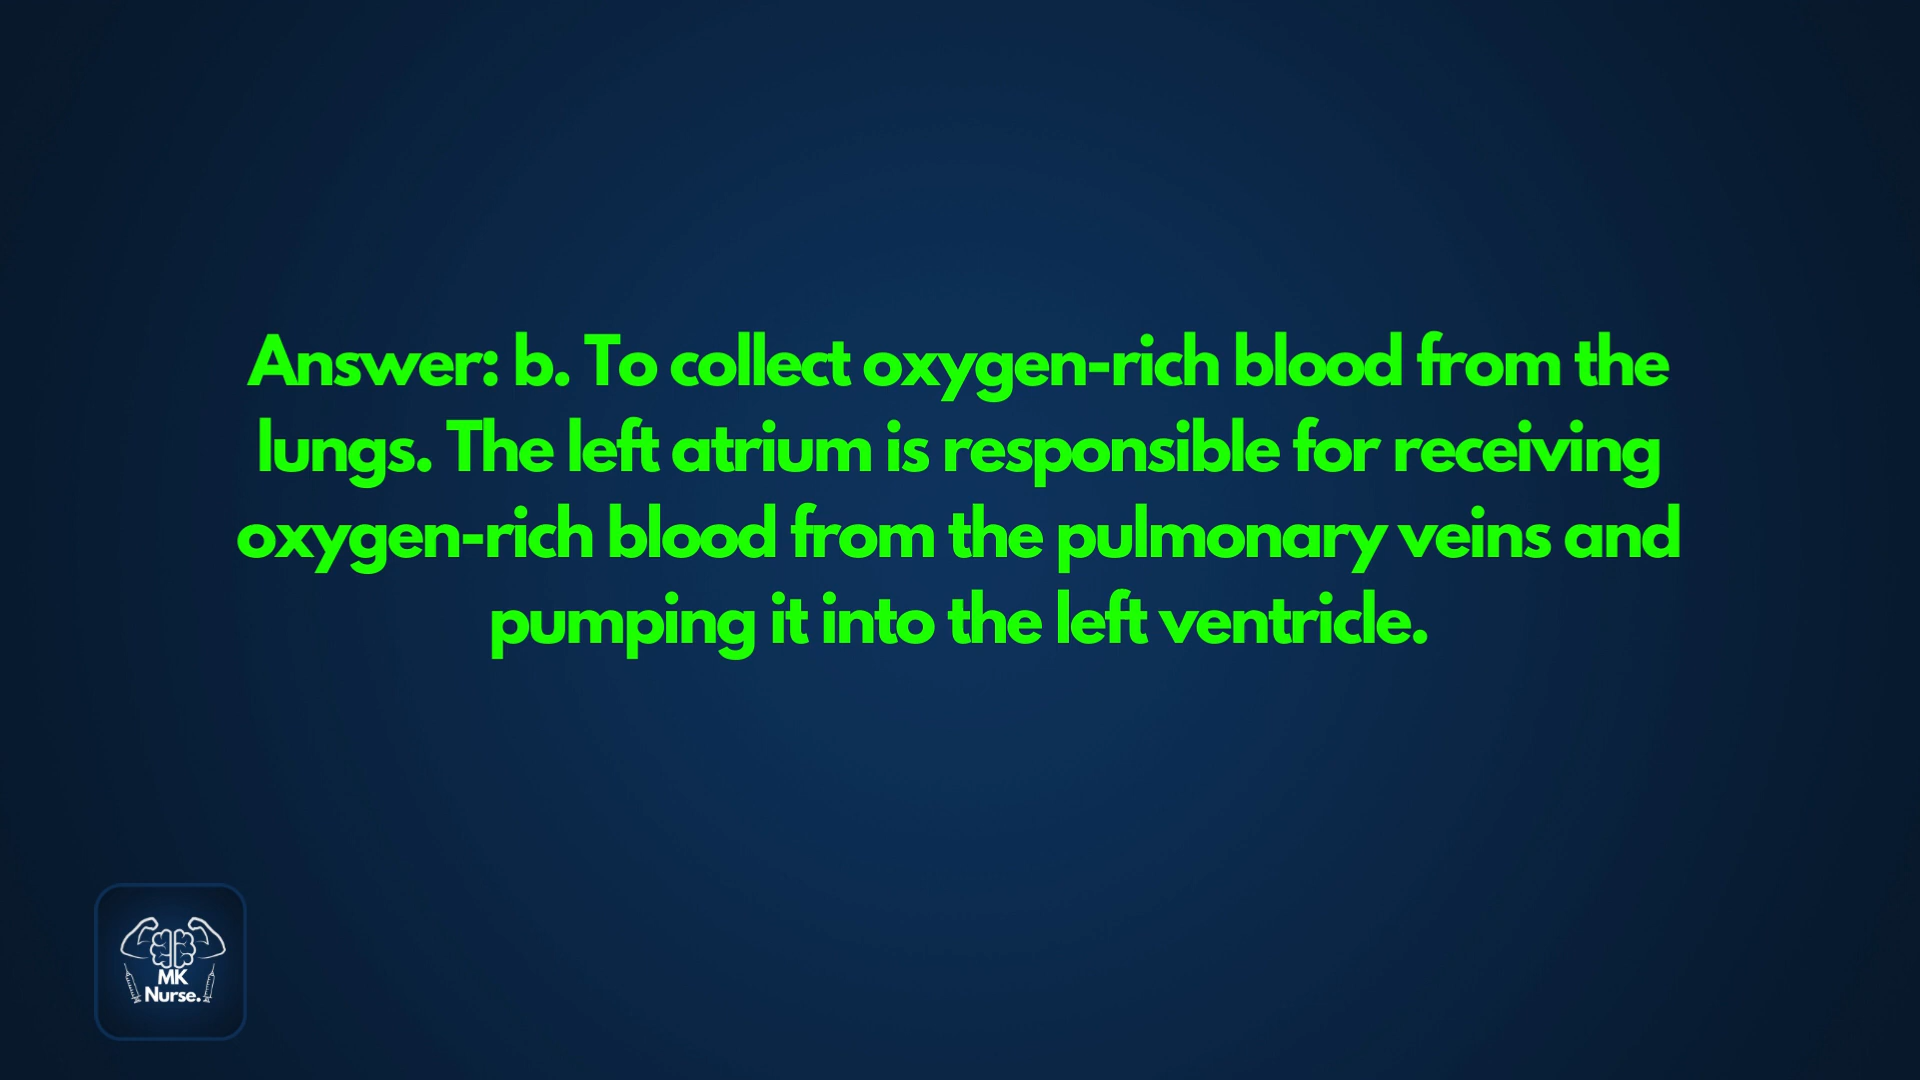 Answer: b. To collect oxygen-rich blood from the
lungs. The left atrium is responsible for receiving
oxygen-rich blood from the pulmonary veins and
pumping it into the left ventricle.
MK
Nurse.